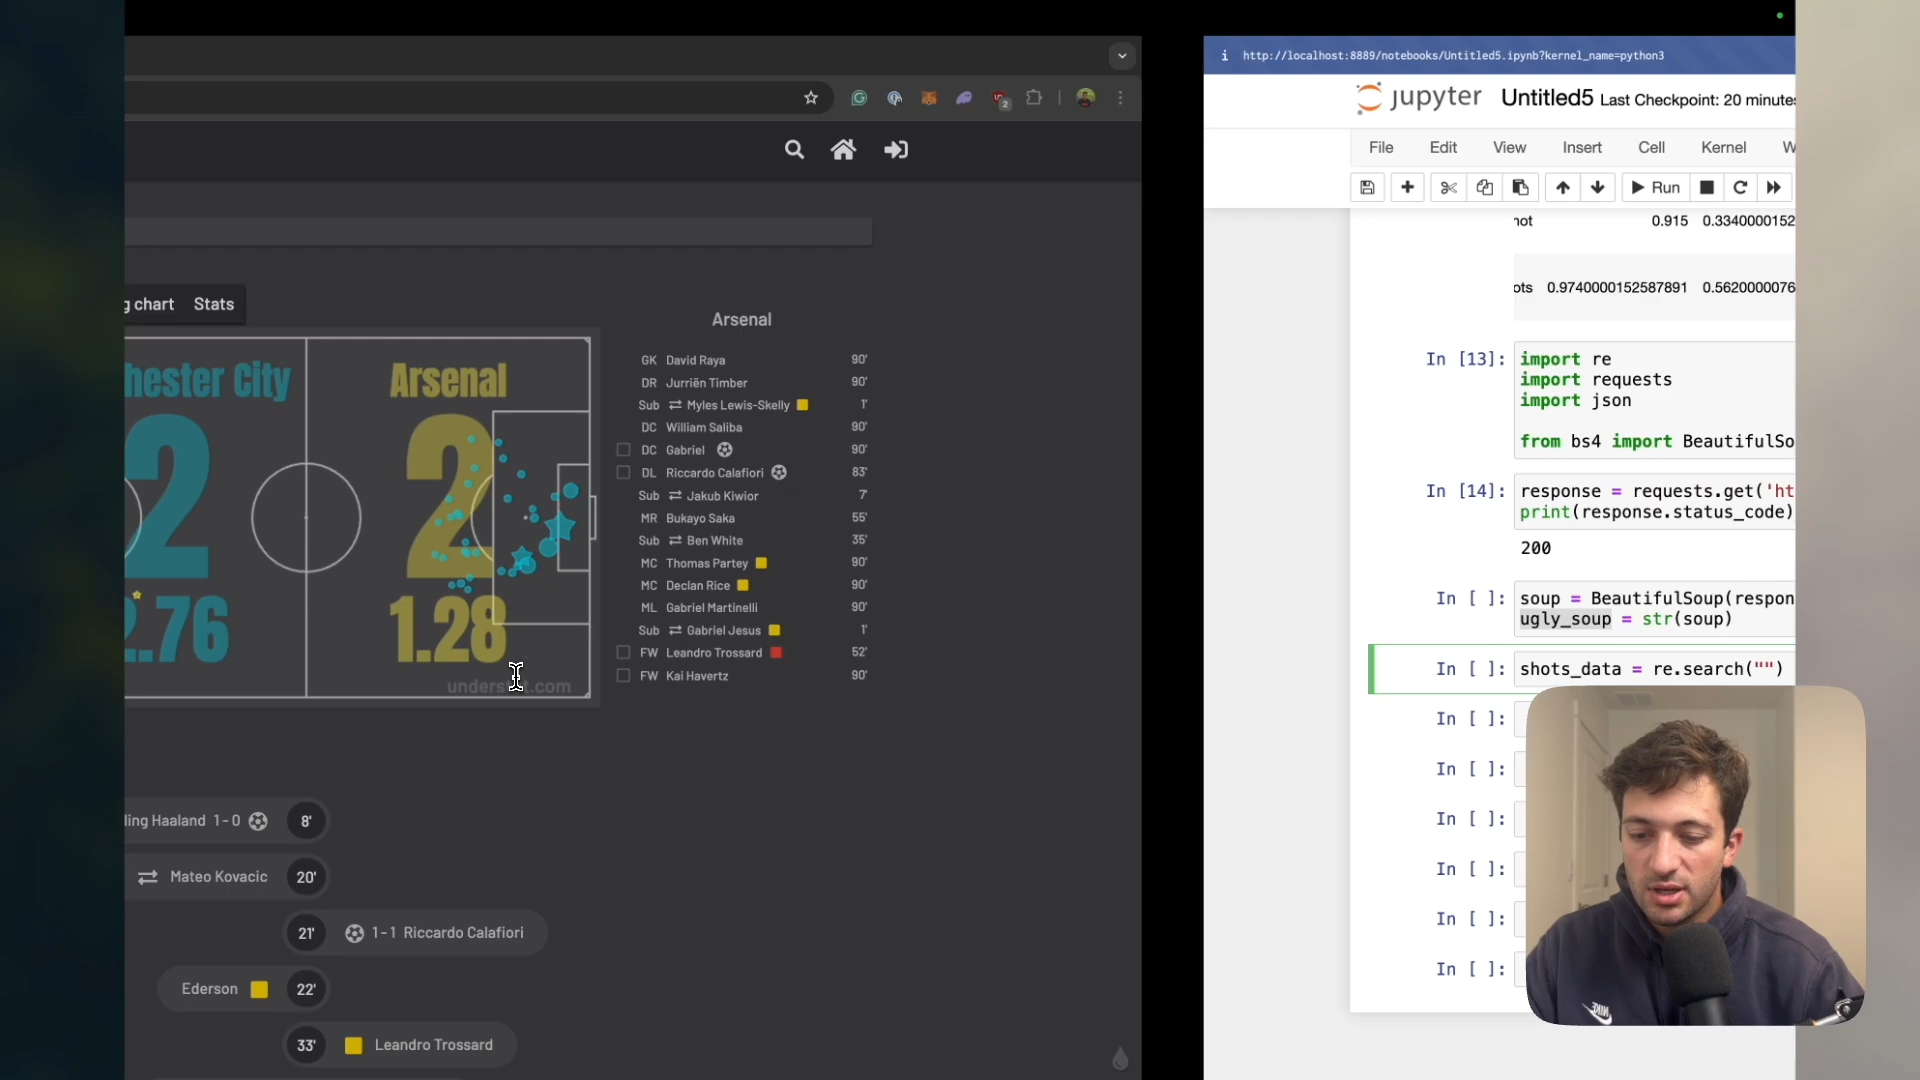 2
g chart Stats
hester City
2
2.76
Arsenal
2
1.28
understat.com
Arsenal
GK David Raya 90'
DR Jurriën Timber 90'
Sub Myles Lewis-Skelly 1'
DC William Saliba 90'
DC Gabriel 90'
DL Riccardo Calafiori 83'
Sub Jakub Kiwior 7'
MR Bukayo Saka 55'
Sub Ben White 35'
MC Thomas Partey 90'
MC Declan Rice 90'
ML Gabriel Martinelli 90'
Sub Gabriel Jesus 1'
FW Leandro Trossard 52'
FW Kai Havertz 90'
ling Haaland 1 - 0 8'
Mateo Kovacic 20'
21' 1 - 1 Riccardo Calafiori
Ederson 22'
33' Leandro Trossard
i http://localhost:8889/notebooks/Untitled5.ipynb?kernel_name=python3
jupyter Untitled5 Last Checkpoint: 20 minutes
File Edit View Insert Cell Kernel W
Run
not 0.915 0.3340000152
ots 0.9740000152587891 0.5620000076
In [13]: import re
import requests
import json
from bs4 import BeautifulSo
In [14]: response = requests.get('ht
print(response.status_code)
200
In [ ]: soup = BeautifulSoup(respon
ugly_soup = str(soup)
In [ ]: shots_data = re.search("")
In [ ]:
In [ ]:
In [ ]:
In [ ]:
In [ ]:
In [ ]:
NIKE